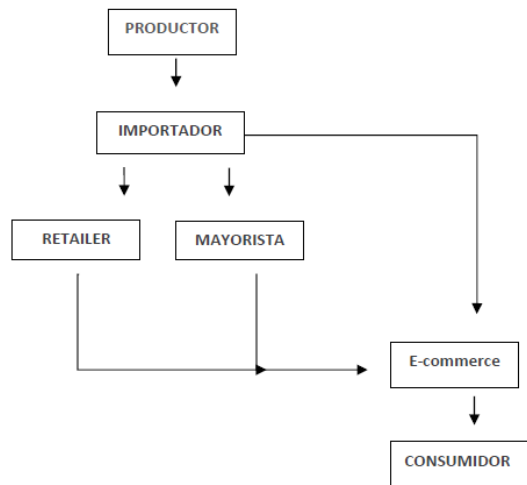 PRODUCTOR
IMPORTADOR
RETAILER
MAYORISTA
E-commerce
CONSUMIDOR